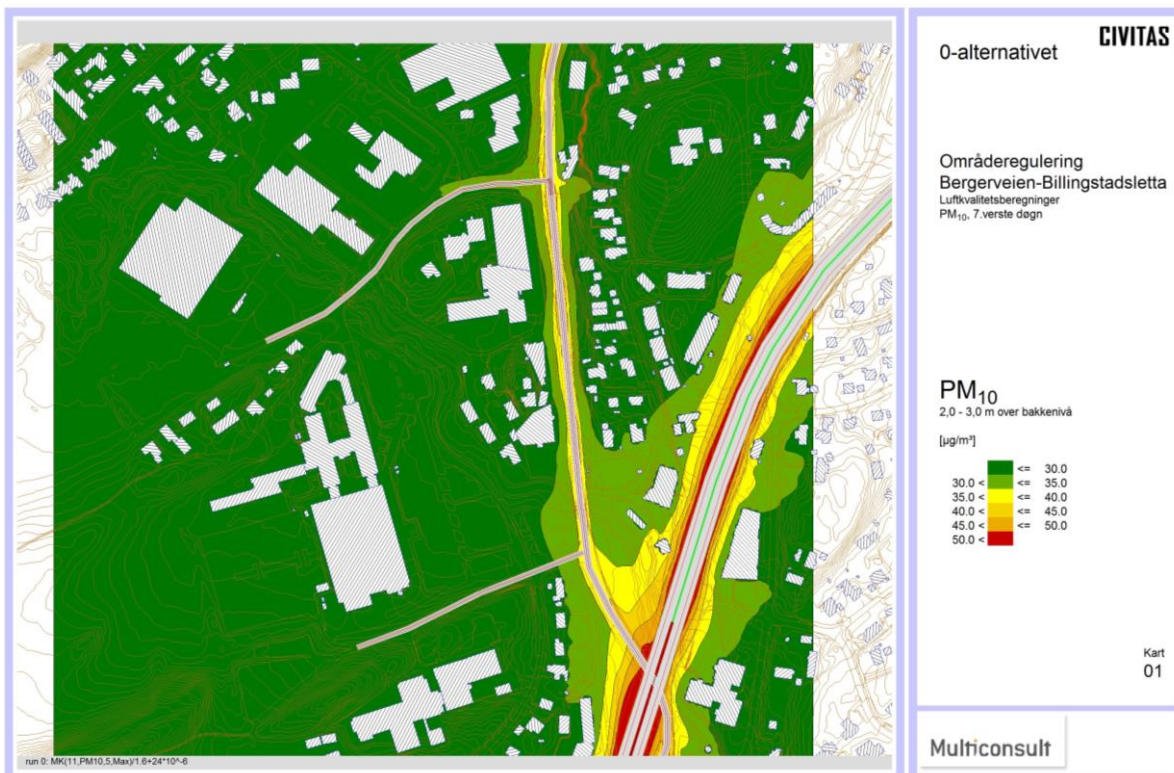 0-alternativet
CIVITAS
Områderegulering
Bergerveien-Billingstadsletta
Luftkvalitetsberegninger
PM10, 7.verste døgn
PM10
2,0 - 3,0 m over bakkenivå
[µg/m³]
<= 30.0
30.0 < <= 35.0
35.0 < <= 40.0
40.0 < <= 45.0
45.0 < <= 50.0
50.0 <
Kart
01
Multiconsult
run 0: MK(11,PM10,5,Max)/1.6+24*10^-6